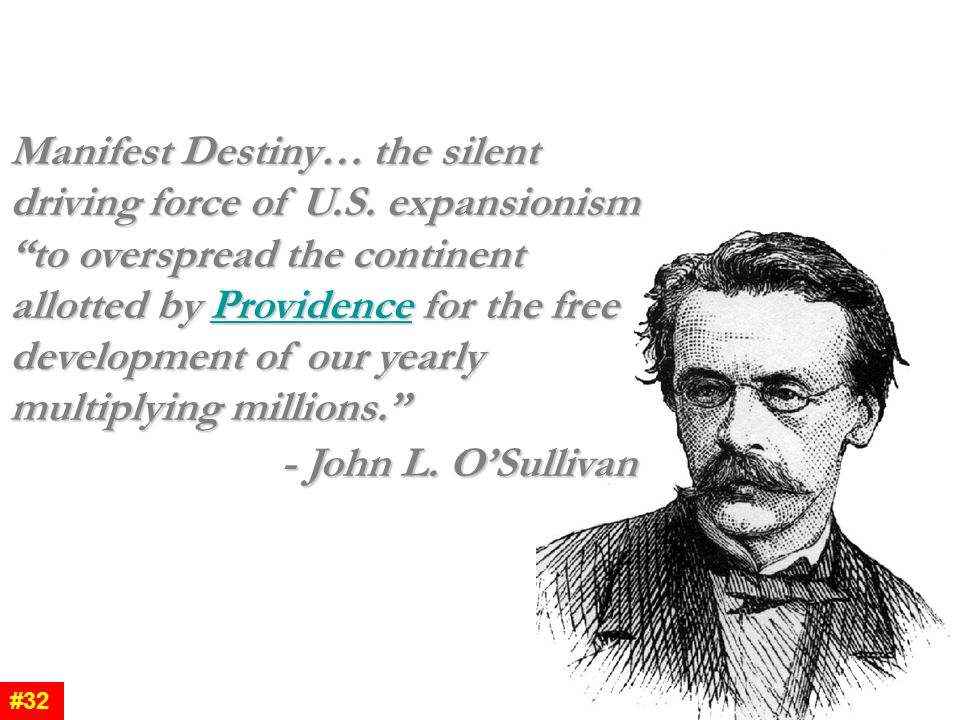 Manifest Destiny… the silent
driving force of U.S. expansionism
“to overspread the continent
allotted by Providence for the free
development of our yearly
multiplying millions.”
- John L. O’Sullivan
#32